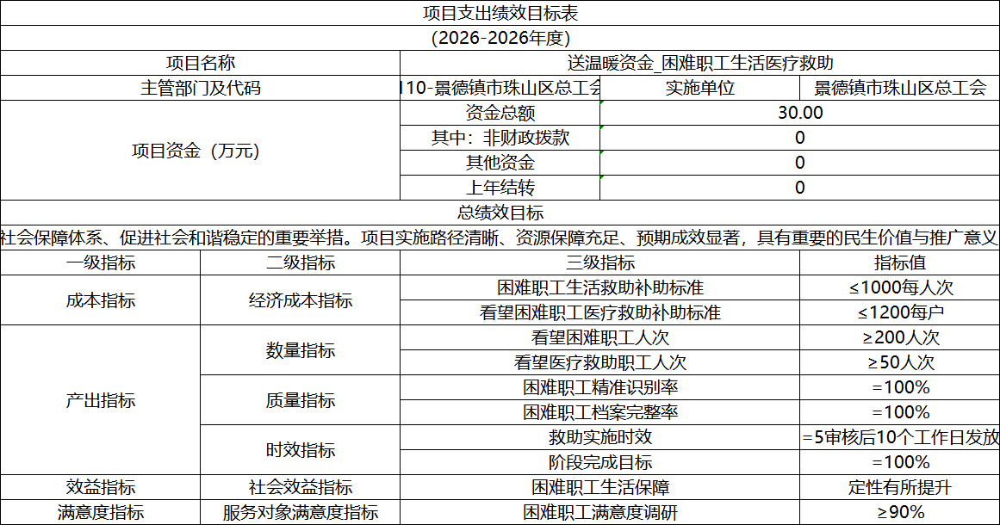 项目支出绩效目标表
(2026-2026年度)
项目名称 送温暖资金_困难职工生活医疗救助
主管部门及代码 110-景德镇市珠山区总工会 实施单位 景德镇市珠山区总工会
项目资金（万元） 资金总额 30.00
其中：非财政拨款 0
其他资金 0
上年结转 0
总绩效目标
社会保障体系、促进社会和谐稳定的重要举措。项目实施路径清晰、资源保障充足、预期成效显著，具有重要的民生价值与推广意义
一级指标 二级指标 三级指标 指标值
成本指标 经济成本指标 困难职工生活救助补助标准 ≤1000每人次
看望困难职工医疗救助补助标准 ≤1200每户
产出指标 数量指标 看望困难职工人次 ≥200人次
看望医疗救助职工人次 ≥50人次
质量指标 困难职工精准识别率 =100%
困难职工档案完整率 =100%
时效指标 救助实施时效 =5审核后10个工作日发放
阶段完成目标 =100%
效益指标 社会效益指标 困难职工生活保障 定性有所提升
满意度指标 服务对象满意度指标 困难职工满意度调研 ≥90%